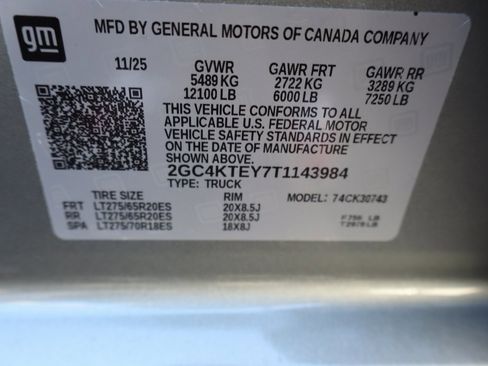 gm
MFD BY GENERAL MOTORS OF CANADA COMPANY
11/25 GVWR GAWR FRT GAWR RR
5489 KG 2722 KG 3289 KG
12100 LB 6000 LB 7250 LB
THIS VEHICLE CONFORMS TO ALL
APPLICABLE U.S. FEDERAL MOTOR
VEHICLE SAFETY STANDARDS IN EFFECT
ON THE DATE OF MANUFACTURE
SHOWN ABOVE.
2GC4KTEY7T1143984
TYPE: TRUCK
TIRE SIZE RIM MODEL: 74CK30743
FRT LT275/65R20ES 20X8.5J
RR LT275/65R20ES 20X8.5J
SPA LT275/70R18ES 18X8J